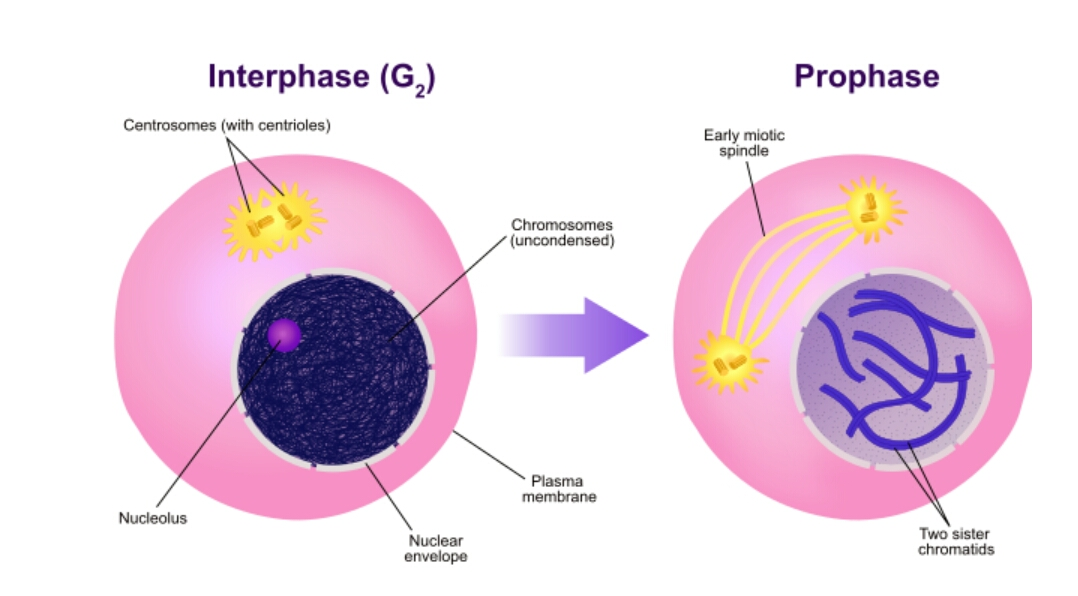 Interphase (G₂)
Prophase
Centrosomes (with centrioles)
Early miotic
spindle
Chromosomes
(uncondensed)
Plasma
membrane
Nucleolus
Nuclear
envelope
Two sister
chromatids